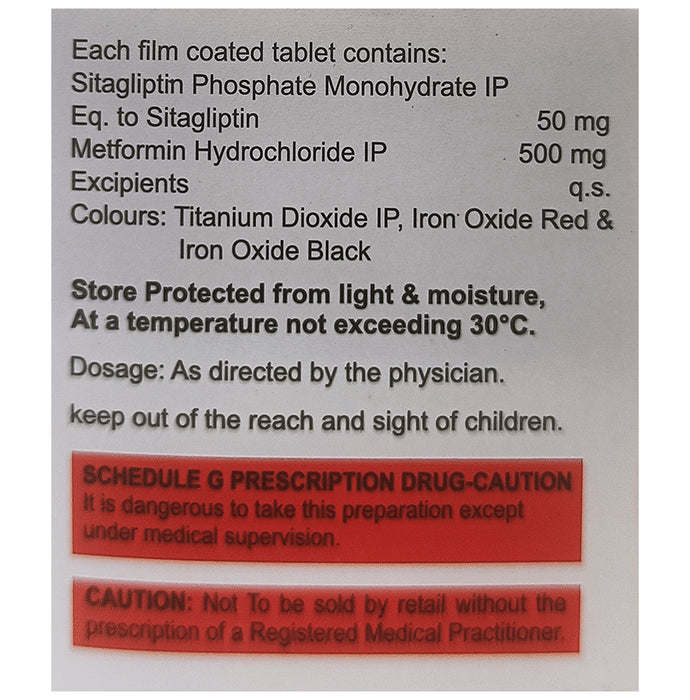 Each film coated tablet contains:
Sitagliptin Phosphate Monohydrate IP
Eq. to Sitagliptin 50 mg
Metformin Hydrochloride IP 500 mg
Excipients q.s.
Colours: Titanium Dioxide IP, Iron Oxide Red &
Iron Oxide Black
Store Protected from light & moisture,
At a temperature not exceeding 30°C.
Dosage: As directed by the physician.
keep out of the reach and sight of children.
SCHEDULE G PRESCRIPTION DRUG-CAUTION
It is dangerous to take this preparation except
under medical supervision.
CAUTION: Not To be sold by retail without the
prescription of a Registered Medical Practitioner.